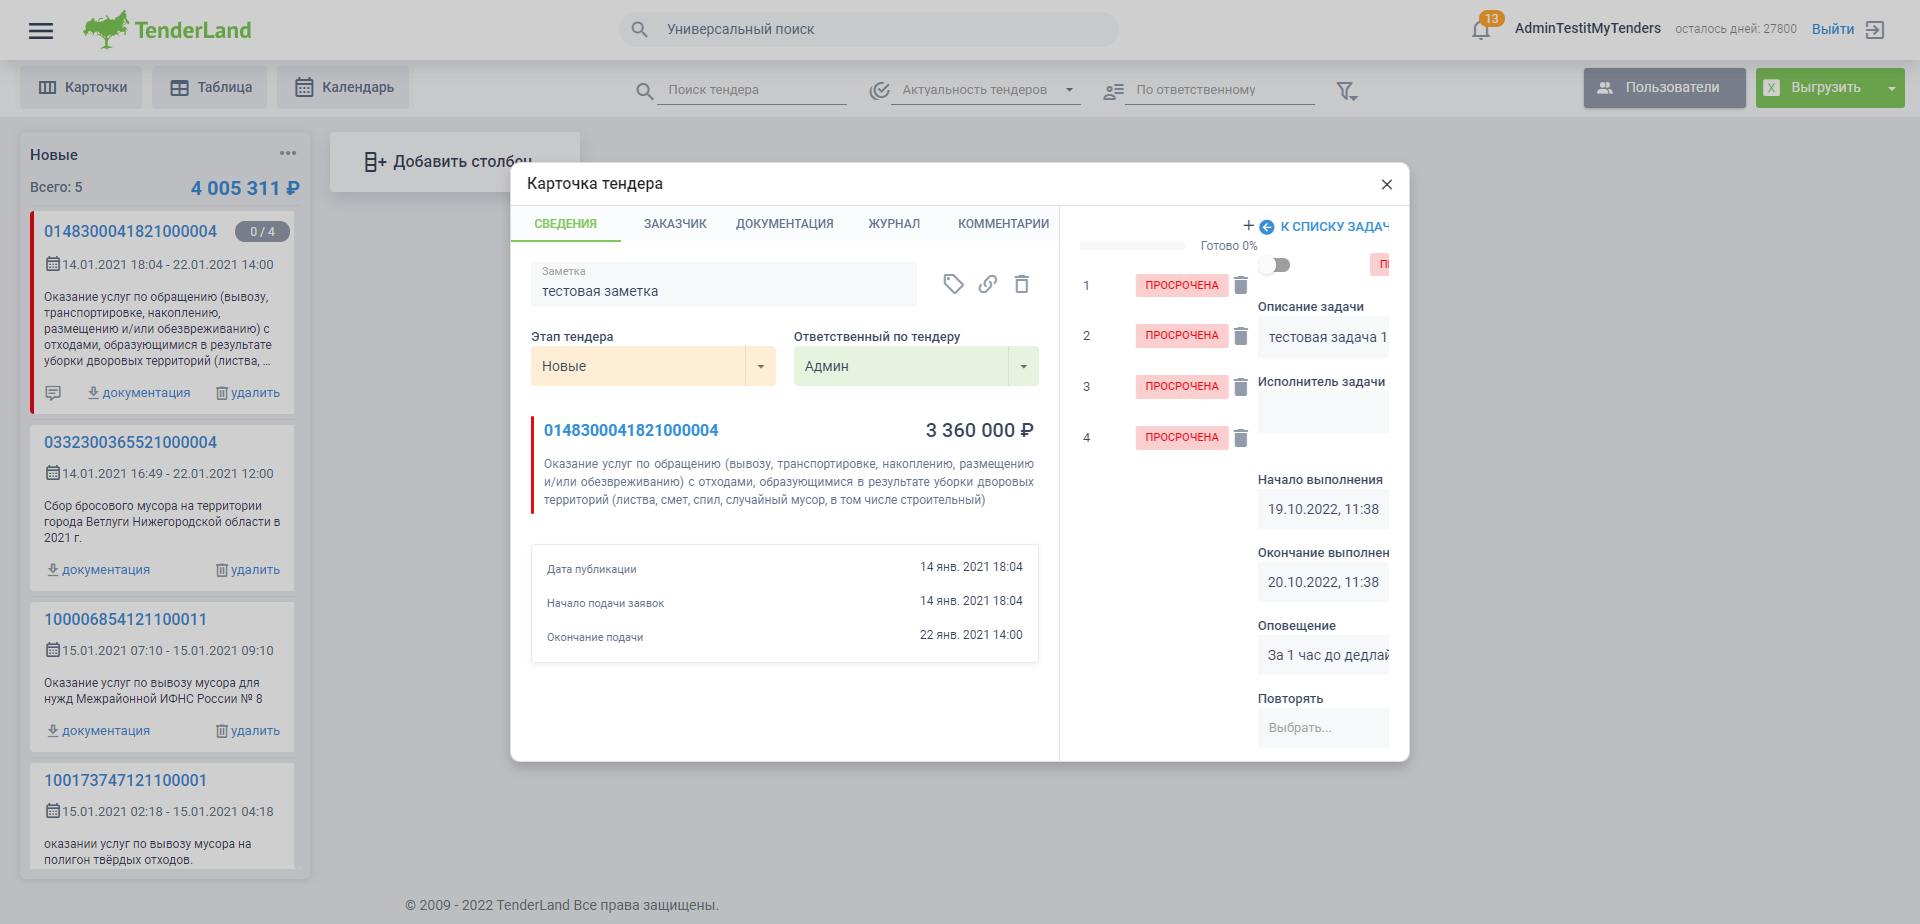 TenderLand
Универсальный поиск
13
AdminTestitMyTenders
осталось дней: 27800
Выйти
Карточки
Таблица
Календарь
Поиск тендера
Актуальность тендеров
По ответственному
Пользователи
X Выгрузить
Новые
Всего: 5
4 005 311 ₽
0148300041821000004
0 / 4
14.01.2021 18:04 - 22.01.2021 14:00
Оказание услуг по обращению (вывозу,
транспортировке, накоплению,
размещению и/или обезвреживанию) с
отходами, образующимися в результате
уборки дворовых территорий (листва, ...
документация
удалить
0332300365521000004
14.01.2021 16:49 - 22.01.2021 12:00
Сбор бросового мусора на территории
города Ветлуги Нижегородской области в
2021 г.
документация
удалить
100006854121100011
15.01.2021 07:10 - 15.01.2021 09:10
Оказание услуг по вывозу мусора для
нужд Межрайонной ИФНС России № 8
документация
удалить
100173747121100001
15.01.2021 02:18 - 15.01.2021 04:18
оказании услуг по вывозу мусора на
полигон твёрдых отходов.
Добавить столбец
Карточка тендера
СВЕДЕНИЯ
ЗАКАЗЧИК
ДОКУМЕНТАЦИЯ
ЖУРНАЛ
КОММЕНТАРИИ
Заметка
тестовая заметка
Этап тендера
Новые
Ответственный по тендеру
Админ
0148300041821000004
3 360 000 ₽
Оказание услуг по обращению (вывозу, транспортировке, накоплению, размещению
и/или обезвреживанию) с отходами, образующимися в результате уборки дворовых
территорий (листва, смет, спил, случайный мусор, в том числе строительный)
Дата публикации
14 янв. 2021 18:04
Начало подачи заявок
14 янв. 2021 18:04
Окончание подачи
22 янв. 2021 14:00
+
Готово 0%
1
ПРОСРОЧЕНА
2
ПРОСРОЧЕНА
3
ПРОСРОЧЕНА
4
ПРОСРОЧЕНА
К СПИСКУ ЗАДАЧ
ПР
Описание задачи
тестовая задача 1
Исполнитель задачи
Начало выполнения
19.10.2022, 11:38
Окончание выполнен
20.10.2022, 11:38
Оповещение
За 1 час до дедлай
Повторять
Выбрать...
© 2009 - 2022 TenderLand Все права защищены.